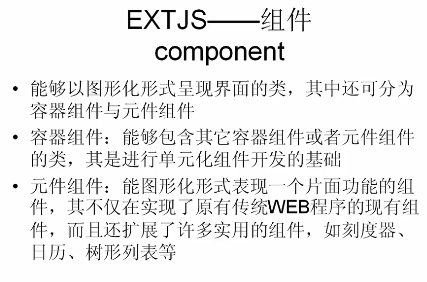 EXTJS——组件
component
• 能够以图形化形式呈现界面的类，其中还可分为
容器组件与元件组件
• 容器组件：能够包含其它容器组件或者元件组件
的类，其是进行单元化组件开发的基础
• 元件组件：能图形化形式表现一个片面功能的组
件，其不仅在实现了原有传统WEB程序的现有组
件，而且还扩展了许多实用的组件，如刻度器、
日历、树形列表等